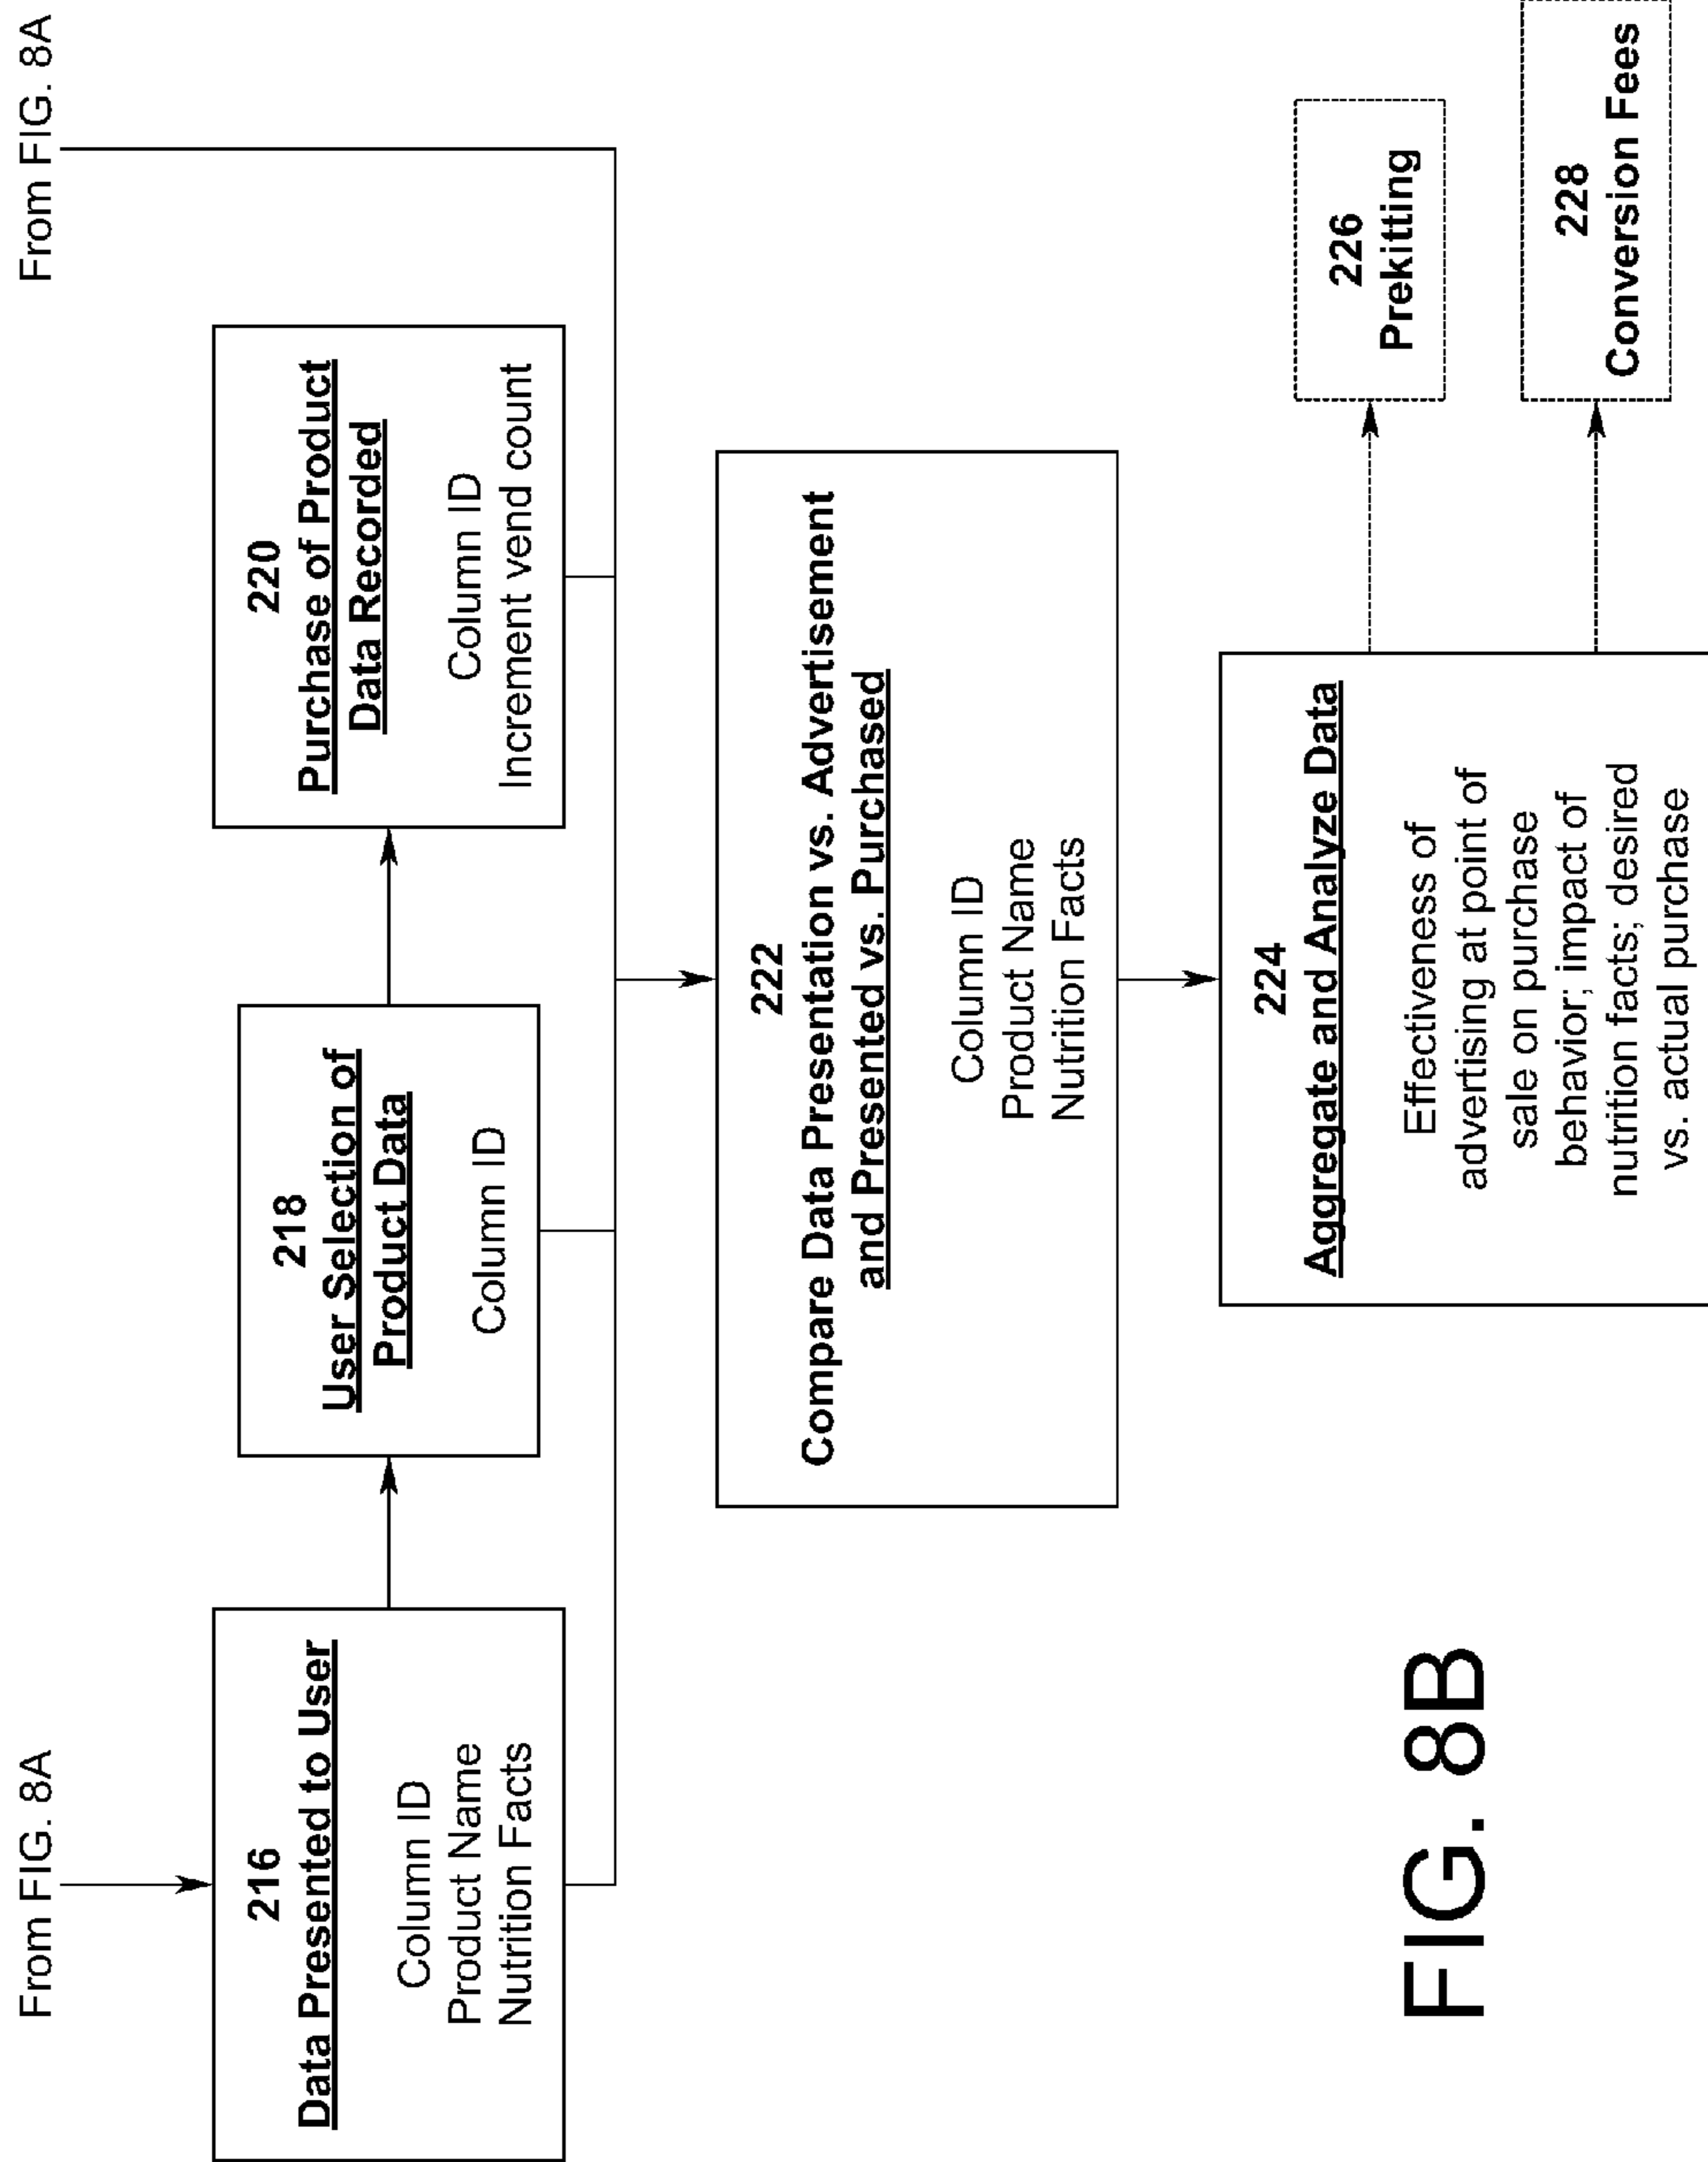 From FIG. 8A
From FIG. 8A
216
Data Presented to User
Column ID
Product Name
Nutrition Facts
218
User Selection of
Product Data
Column ID
220
Purchase of Product
Data Recorded
Column ID
Increment vend count
222
Compare Data Presentation vs. Advertisement
and Presented vs. Purchased
Column ID
Product Name
Nutrition Facts
224
Aggregate and Analyze Data
Effectiveness of
advertising at point of
sale on purchase
behavior; impact of
nutrition facts; desired
vs. actual purchase
226
Prekitting
228
Conversion Fees
FIG. 8B